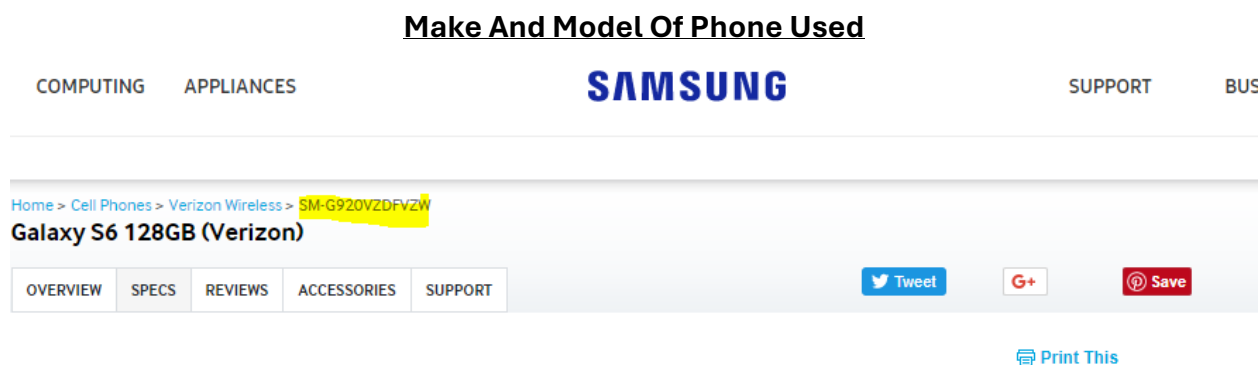 Make And Model Of Phone Used
COMPUTING APPLIANCES SAMSUNG SUPPORT BUS
Home > Cell Phones > Verizon Wireless > SM-G920VZDFVZW
Galaxy S6 128GB (Verizon)
OVERVIEW SPECS REVIEWS ACCESSORIES SUPPORT Tweet G+ Save
Print This